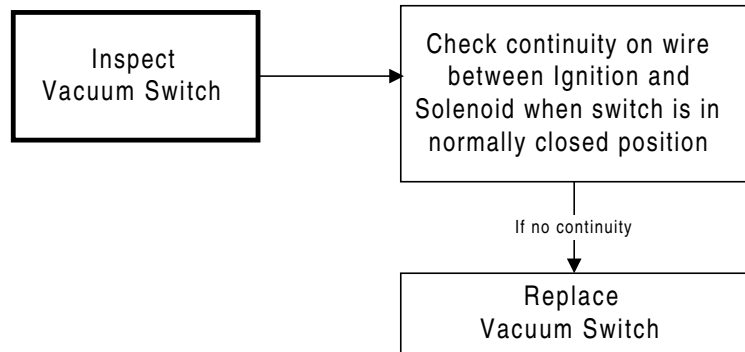 Inspect
Vacuum Switch
Check continuity on wire
between Ignition and
Solenoid when switch is in
normally closed position
If no continuity
Replace
Vacuum Switch